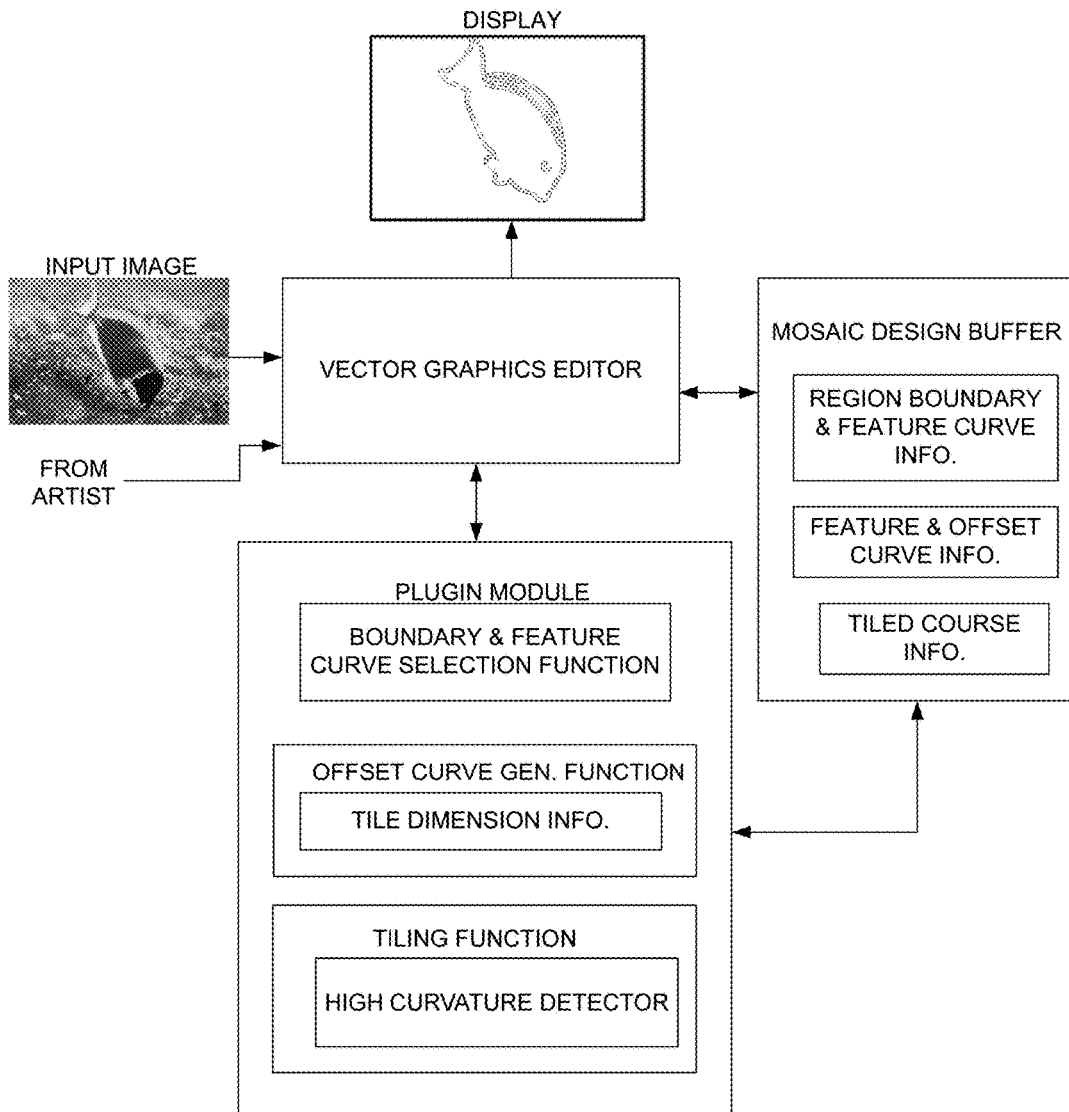 DISPLAY
INPUT IMAGE
VECTOR GRAPHICS EDITOR
FROM
ARTIST
MOSAIC DESIGN BUFFER
REGION BOUNDARY
& FEATURE CURVE
INFO.
FEATURE & OFFSET
CURVE INFO.
TILED COURSE
INFO.
PLUGIN MODULE
BOUNDARY & FEATURE
CURVE SELECTION FUNCTION
OFFSET CURVE GEN. FUNCTION
TILE DIMENSION INFO.
TILING FUNCTION
HIGH CURVATURE DETECTOR